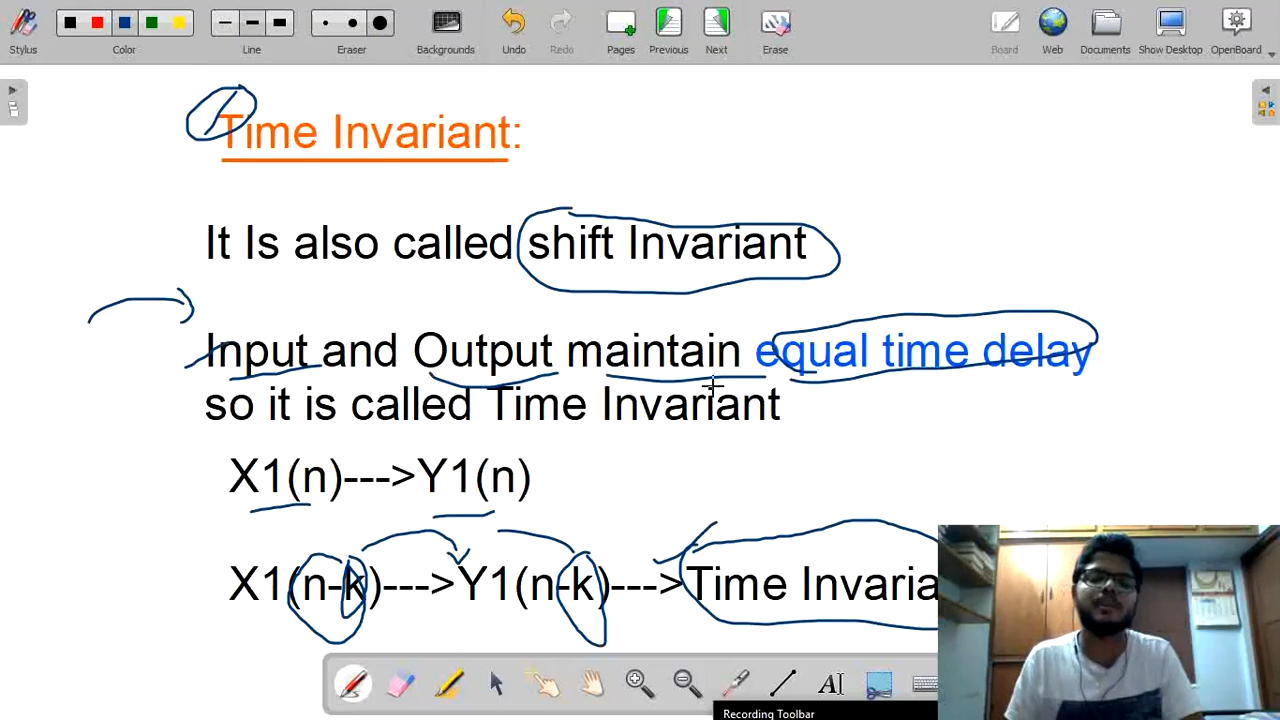 Stylus Color Line Eraser Backgrounds Undo Redo Pages Previous Next Erase Board Web Documents Show Desktop OpenBoard
Time Invariant:
It Is also called shift Invariant
Input and Output maintain equal time delay
so it is called Time Invariant
X1(n)--->Y1(n)
X1(n-k)--->Y1(n-k)--->Time Invaria
Recording Toolbar